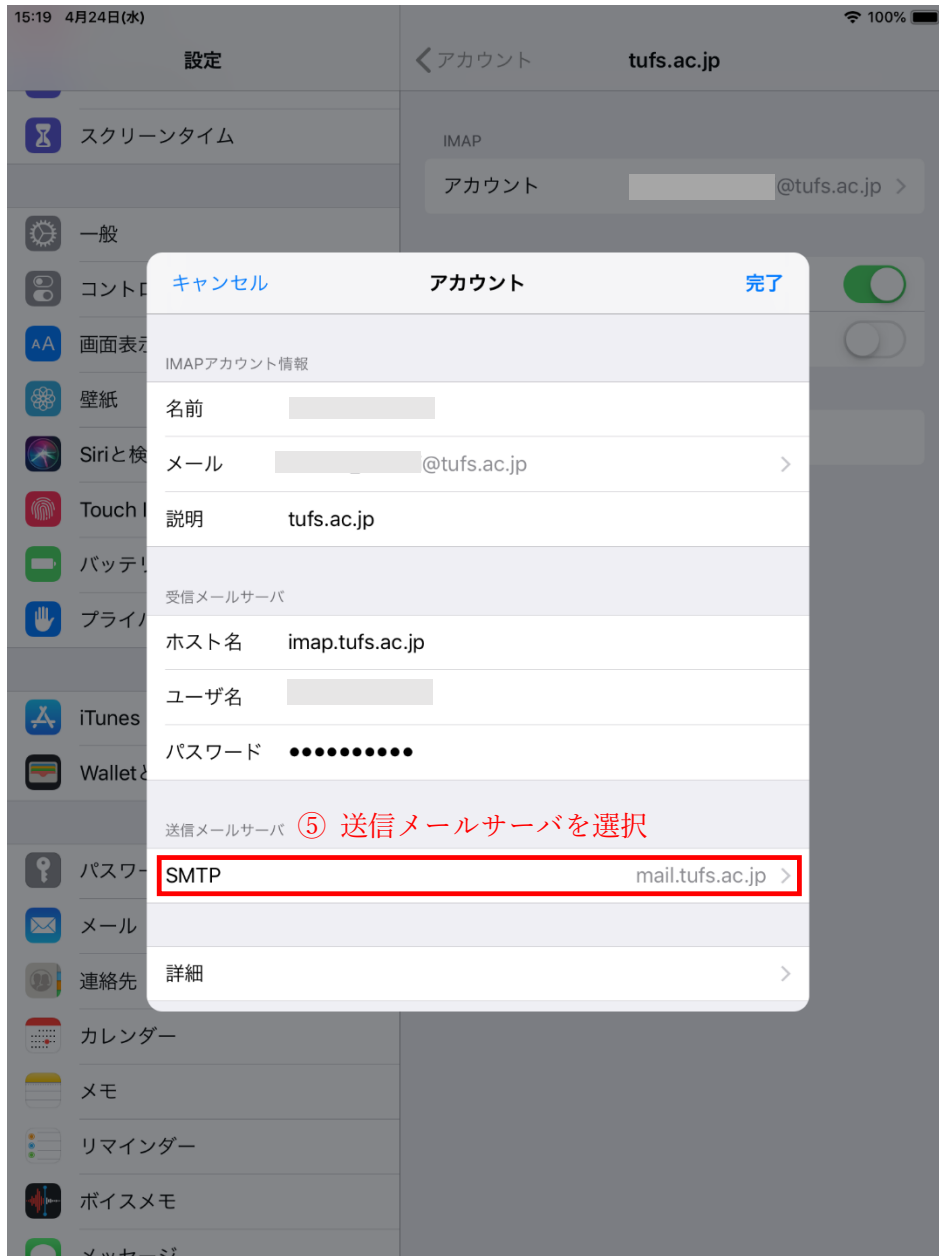 15:19 4月24日(水)
100%
設定
アカウント
tufs.ac.jp
スクリーンタイム
一般
コントロ
画面表示
壁紙
Siriと検
Touch I
バッテリ
プライバ
iTunes
Walletと
パスワー
メール
連絡先
カレンダー
メモ
リマインダー
ボイスメモ
メッセージ
IMAP
アカウント @tufs.ac.jp
キャンセル アカウント 完了
IMAPアカウント情報
名前
メール @tufs.ac.jp
説明 tufs.ac.jp
受信メールサーバ
ホスト名 imap.tufs.ac.jp
ユーザ名
パスワード ●●●●●●●●●●
送信メールサーバ ⑤ 送信メールサーバを選択
SMTP mail.tufs.ac.jp
詳細